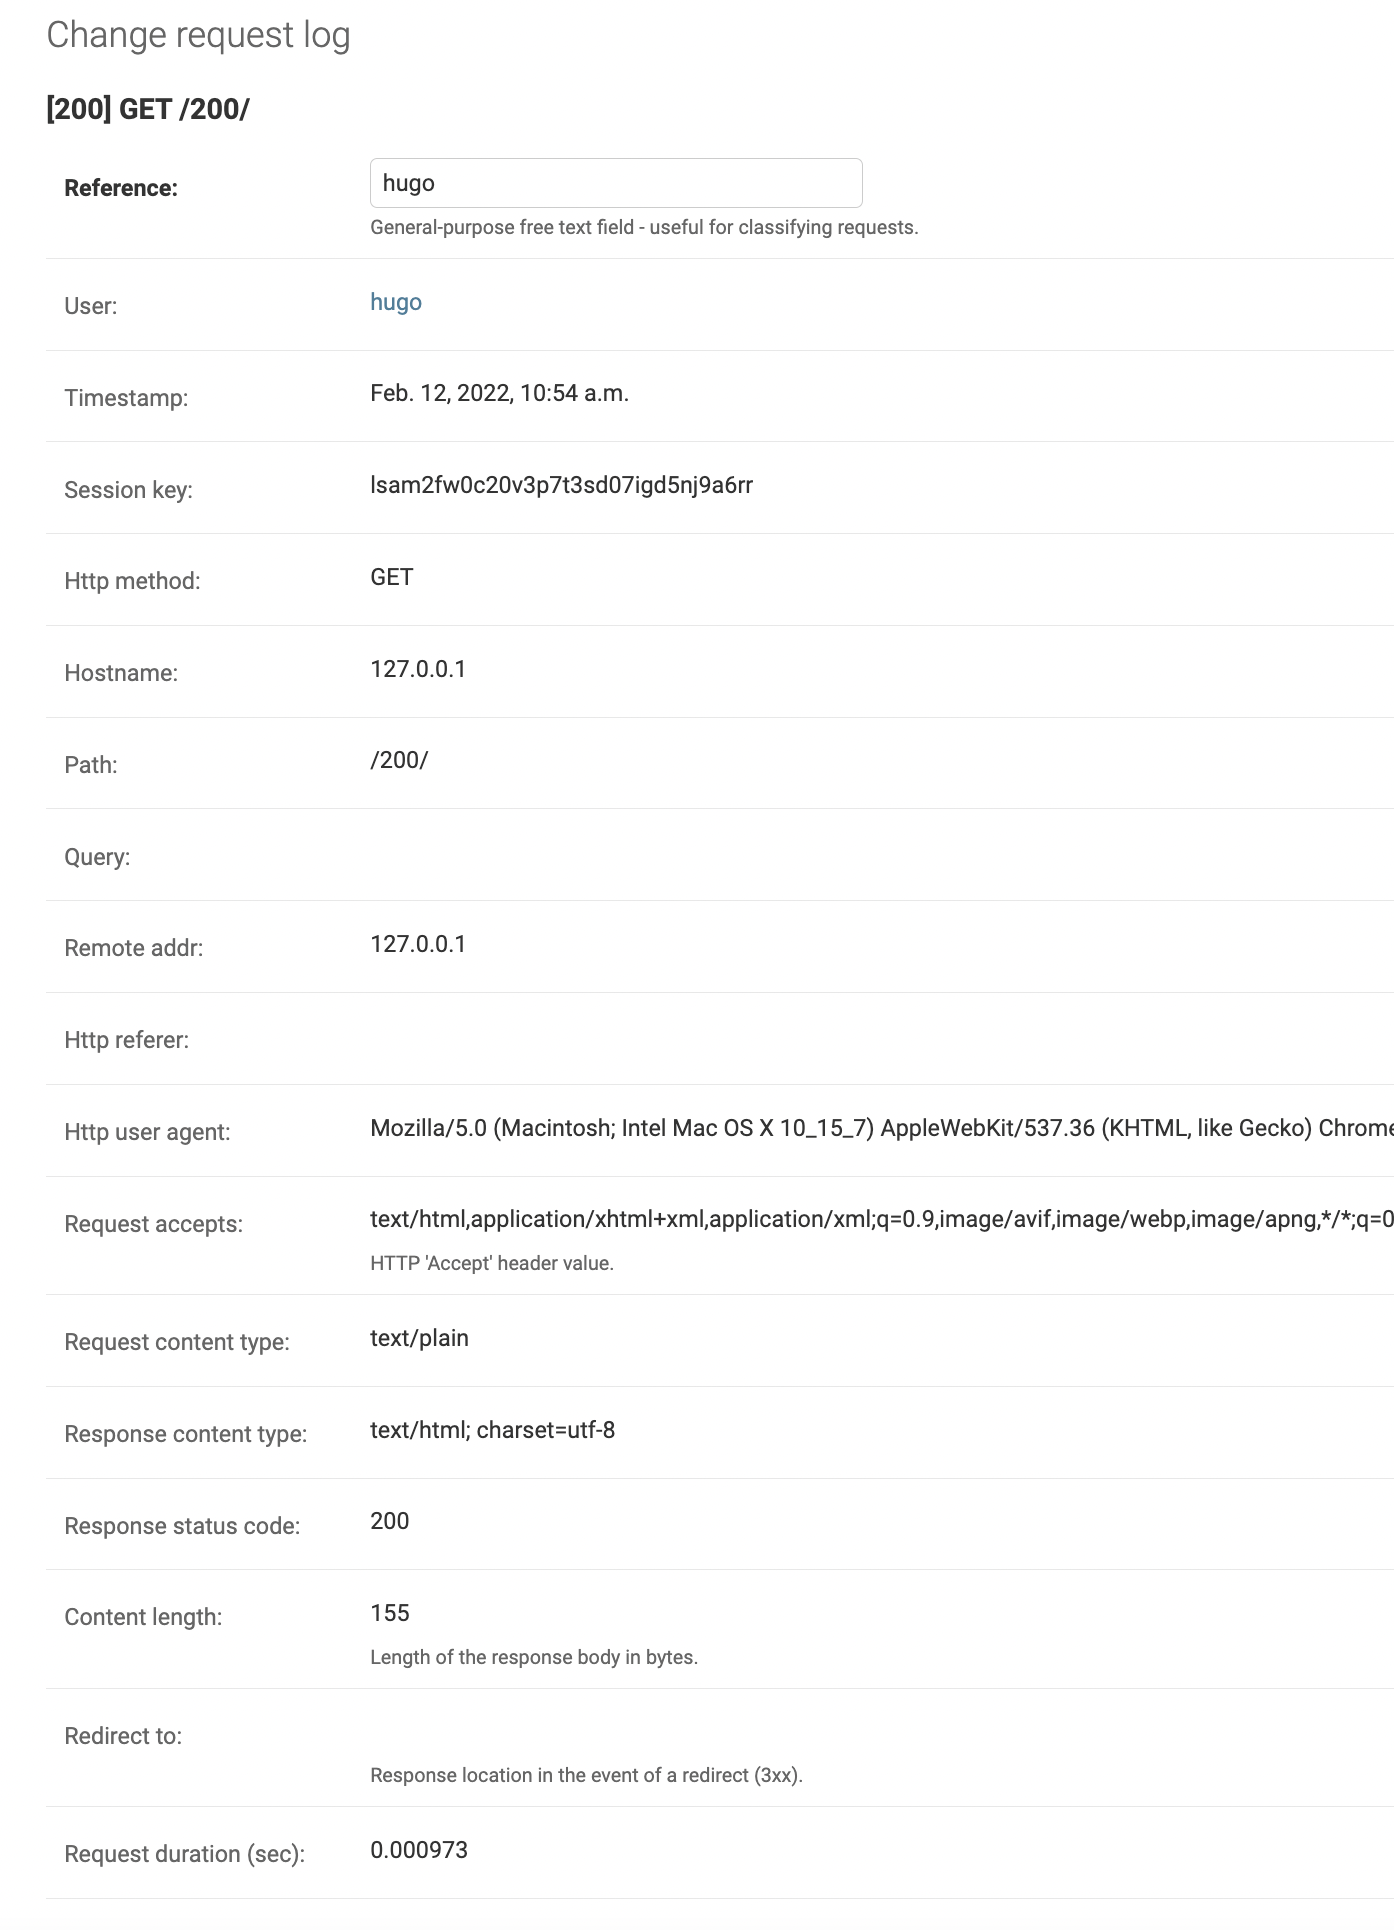 Change request log
[200] GET /200/
Reference:
hugo
General-purpose free text field - useful for classifying requests.
User:
hugo
Timestamp:
Feb. 12, 2022, 10:54 a.m.
Session key:
lsam2fw0c20v3p7t3sd07igd5nj9a6rr
Http method:
GET
Hostname:
127.0.0.1
Path:
/200/
Query:
Remote addr:
127.0.0.1
Http referer:
Http user agent:
Mozilla/5.0 (Macintosh; Intel Mac OS X 10_15_7) AppleWebKit/537.36 (KHTML, like Gecko) Chrome
Request accepts:
text/html,application/xhtml+xml,application/xml;q=0.9,image/avif,image/webp,image/apng,*/*;q=0
HTTP 'Accept' header value.
Request content type:
text/plain
Response content type:
text/html; charset=utf-8
Response status code:
200
Content length:
155
Length of the response body in bytes.
Redirect to:
Response location in the event of a redirect (3xx).
Request duration (sec):
0.000973